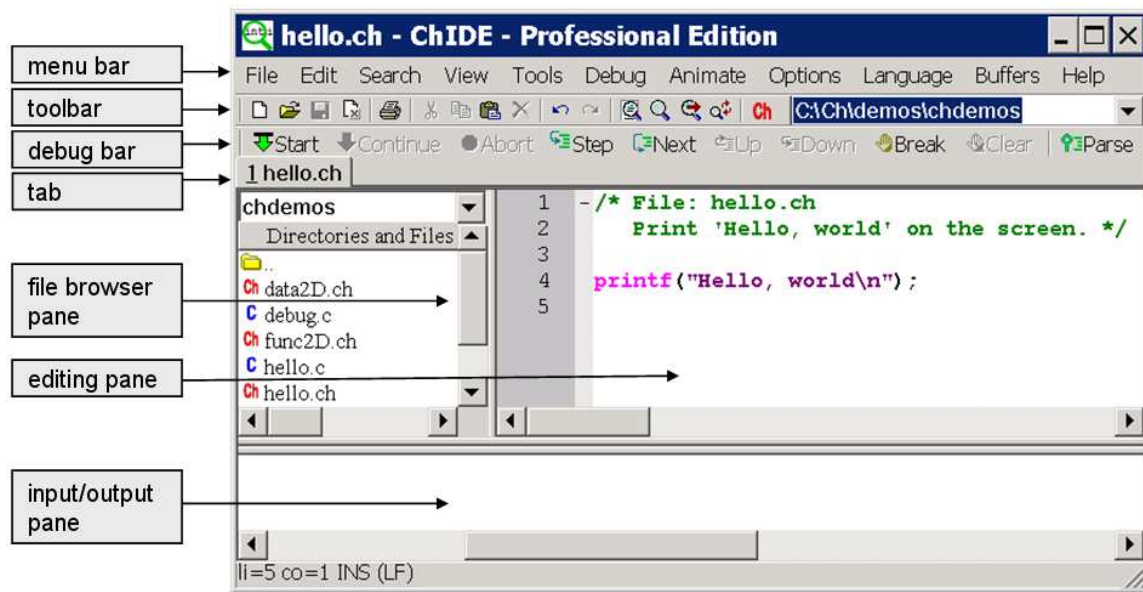 hello.ch - ChIDE - Professional Edition
menu bar
File Edit Search View Tools Debug Animate Options Language Buffers Help
toolbar
Ch C:\Ch\demos\chdemos
debug bar
Start Continue Abort Step Next Up Down Break Clear Parse
tab
1 hello.ch
chdemos
Directories and Files
..
Ch data2D.ch
C debug.c
Ch func2D.ch
C hello.c
Ch hello.ch
file browser
pane
editing pane
1 -/* File: hello.ch
2 Print 'Hello, world' on the screen. */
3
4 printf("Hello, world\n");
5
input/output
pane
li=5 co=1 INS (LF)